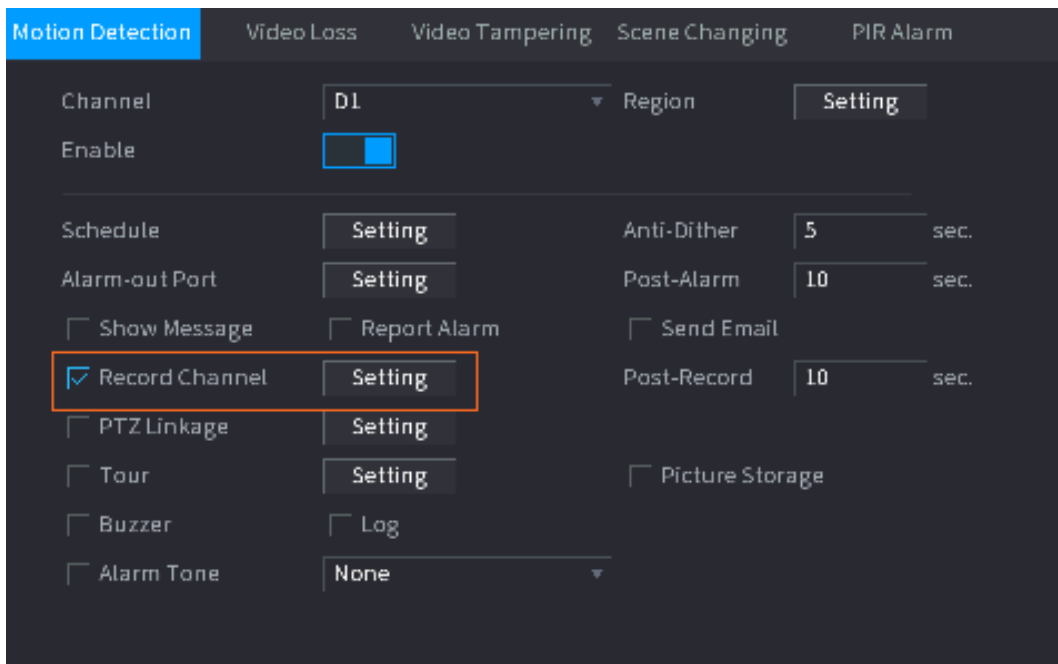 Motion Detection Video Loss Video Tampering Scene Changing PIR Alarm
Channel D1 Region Setting
Enable
Schedule Setting Anti-Dither 5 sec.
Alarm-out Port Setting Post-Alarm 10 sec.
Show Message Report Alarm Send Email
Record Channel Setting Post-Record 10 sec.
PTZ Linkage Setting
Tour Setting Picture Storage
Buzzer Log
Alarm Tone None